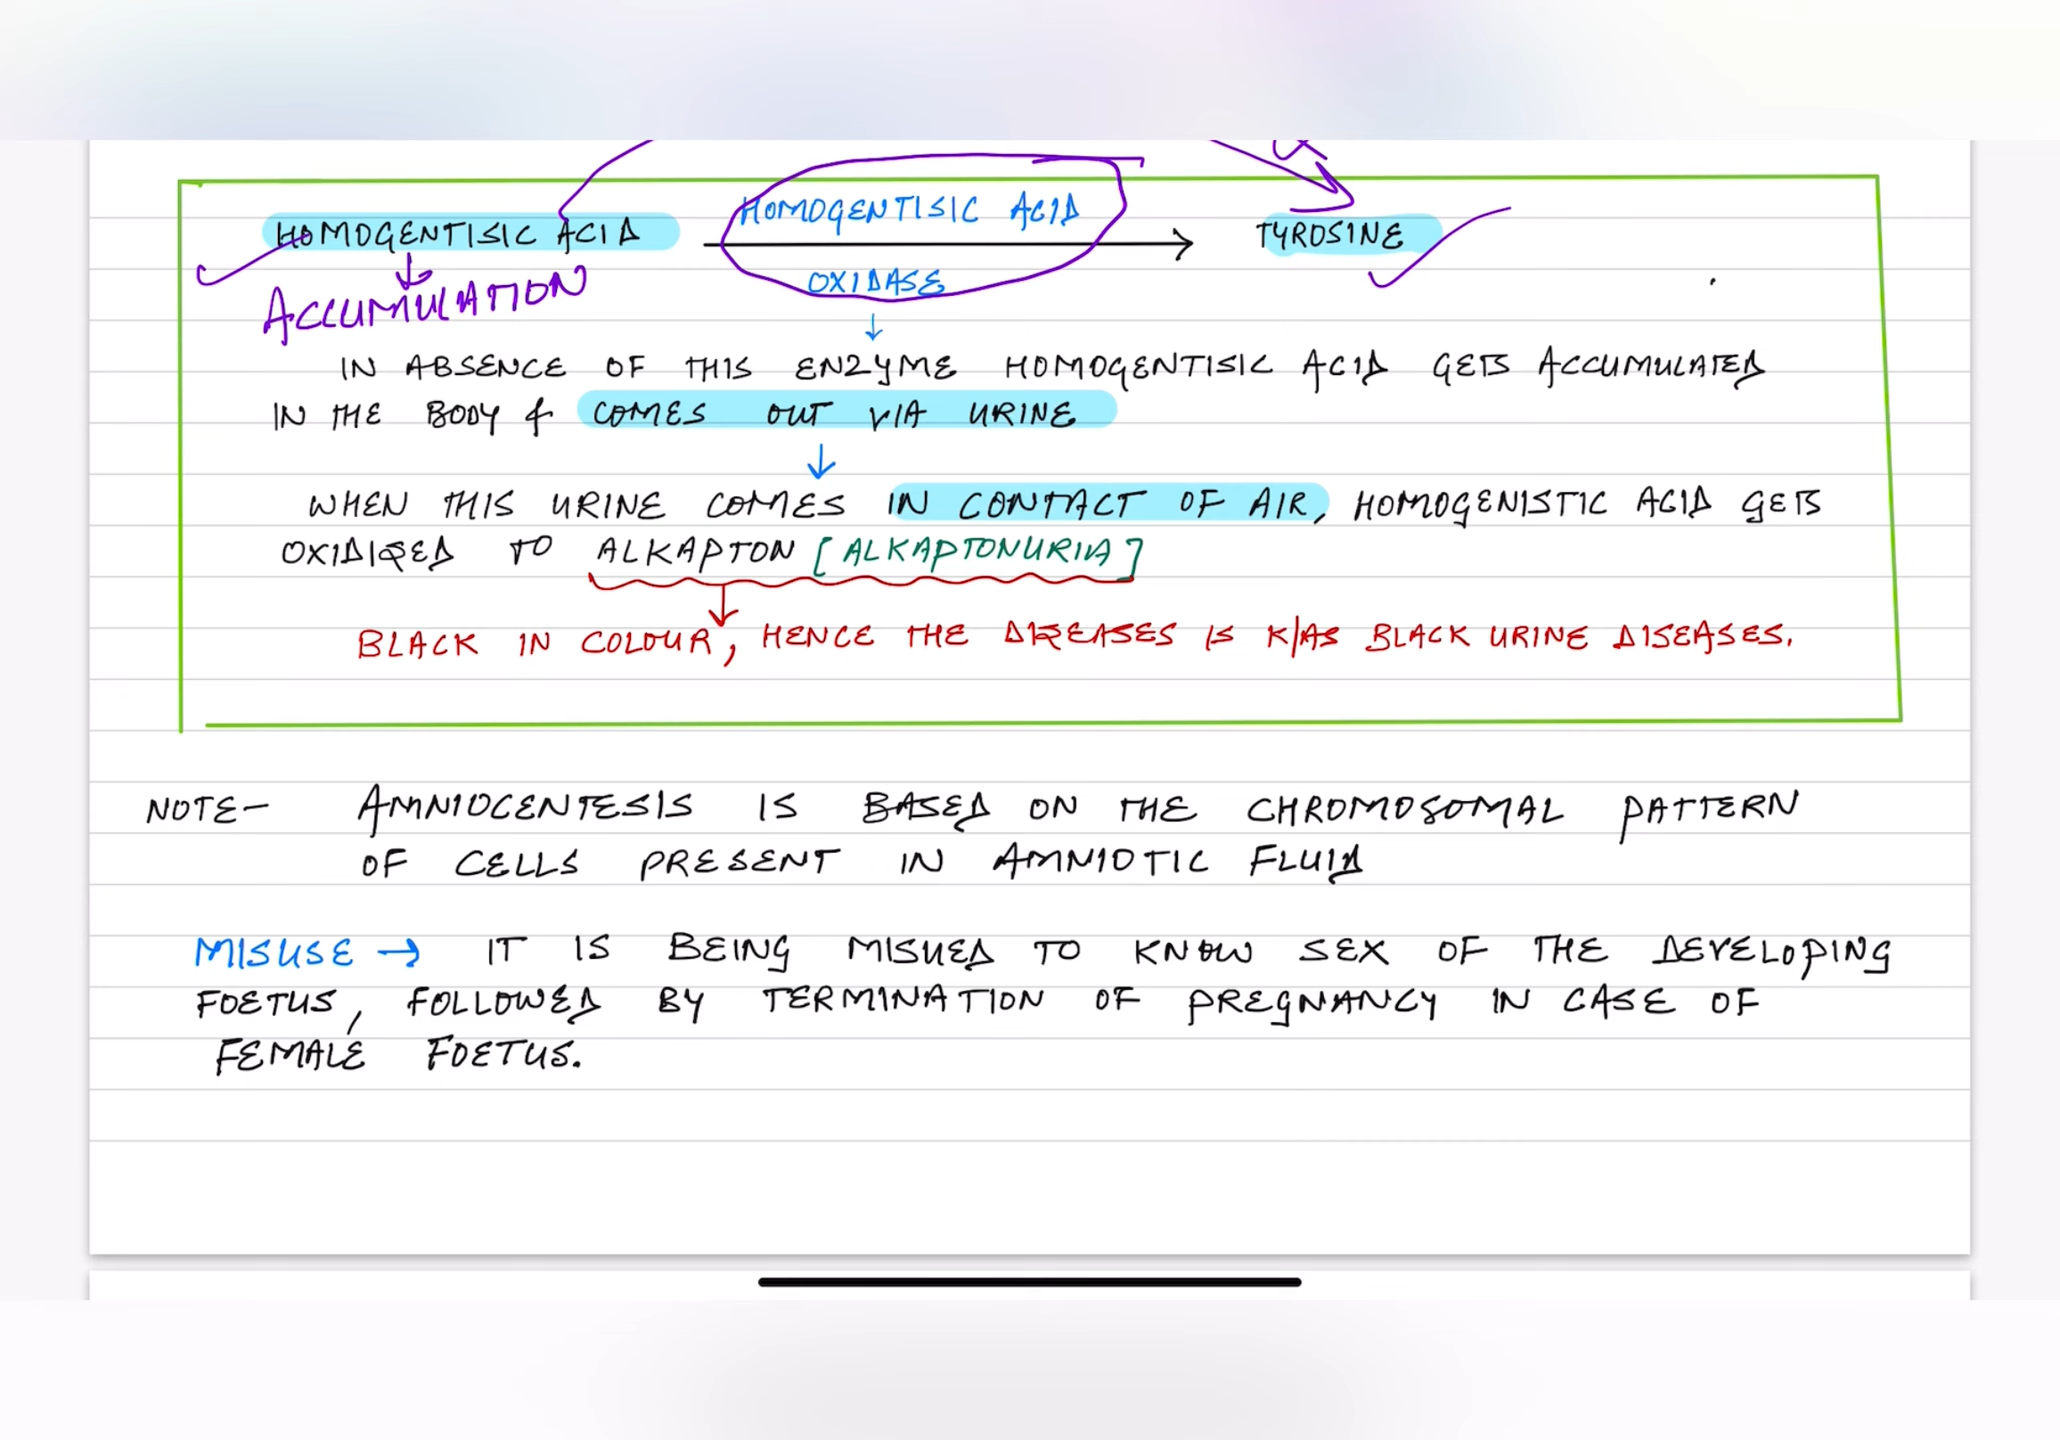 HOMOGENTISIC ACID
HOMOGENTISIC ACID
OXIDASE
TYROSINE
ACCUMULATION
IN ABSENCE OF THIS ENZYME HOMOGENTISIC ACID GETS ACCUMULATED
IN THE BODY & COMES OUT VIA URINE
WHEN THIS URINE COMES IN CONTACT OF AIR, HOMOGENISTIC ACID GETS
OXIDISED TO ALKAPTON [ALKAPTONURIA]
BLACK IN COLOUR, HENCE THE DISEASES IS K/AS BLACK URINE DISEASES.
NOTE- AMNIOCENTESIS IS BASED ON THE CHROMOSOMAL PATTERN
OF CELLS PRESENT IN AMNIOTIC FLUID
MISUSE → IT IS BEING MISUED TO KNOW SEX OF THE DEVELOPING
FOETUS, FOLLOWED BY TERMINATION OF PREGNANCY IN CASE OF
FEMALE FOETUS.